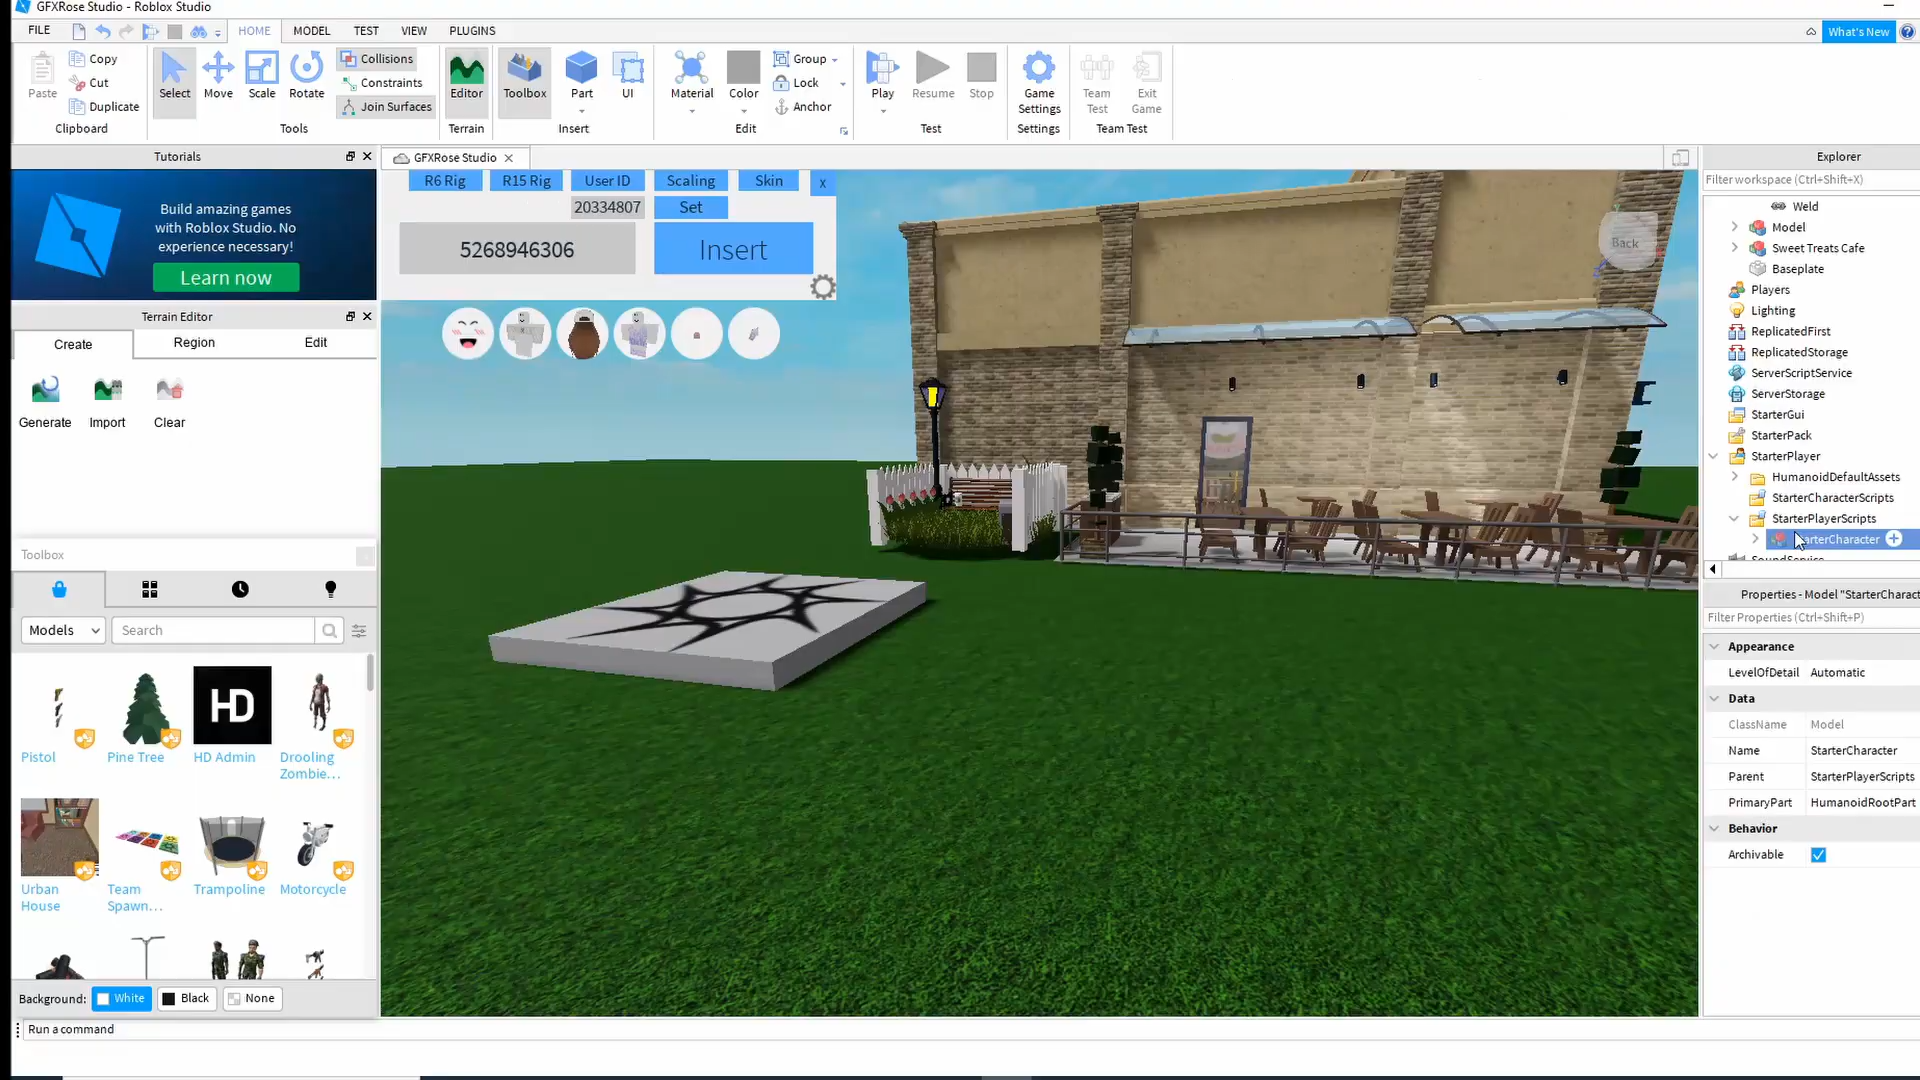 GFXRose Studio - Roblox Studio
FILE HOME MODEL TEST VIEW PLUGINS
What's New
Paste
Copy
Cut
Duplicate
Clipboard
Select Move Scale Rotate
Collisions
Constraints
Join Surfaces
Tools
Editor
Terrain
Toolbox Part UI
Insert
Material Color
Group
Lock
Anchor
Edit
Play Resume Stop
Test
Game Settings
Settings
Team Test
Exit Game
Team Test
Tutorials
Build amazing games
with Roblox Studio. No
experience necessary!
Learn now
Terrain Editor
Create Region Edit
Generate Import Clear
Toolbox
Models
Search
Pistol Pine Tree HD Admin Drooling Zombie...
HD
Urban House Team Spawn... Trampoline Motorcycle
Background: White Black None
Run a command
GFXRose Studio
R6 Rig R15 Rig User ID Scaling Skin x
20334807 Set
5268946306 Insert
Back
Explorer
Filter workspace (Ctrl+Shift+X)
Weld
Model
Sweet Treats Cafe
Baseplate
Players
Lighting
ReplicatedFirst
ReplicatedStorage
ServerScriptService
ServerStorage
StarterGui
StarterPack
StarterPlayer
HumanoidDefaultAssets
StarterCharacterScripts
StarterPlayerScripts
arterCharacter
Properties - Model "StarterCharact
Filter Properties (Ctrl+Shift+P)
Appearance
LevelOfDetail Automatic
Data
ClassName Model
Name StarterCharacter
Parent StarterPlayerScripts
PrimaryPart HumanoidRootPart
Behavior
Archivable